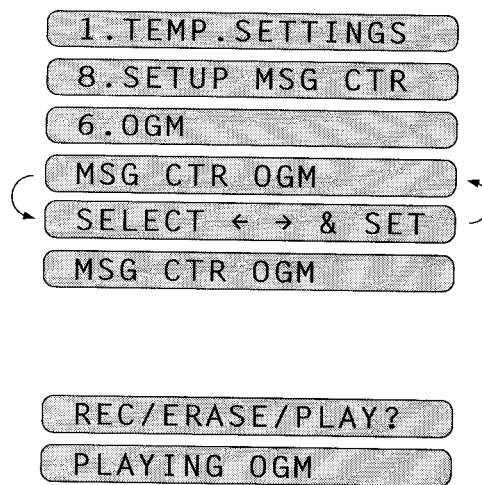 1.TEMP.SETTINGS
8.SETUP MSG CTR
6.OGM
MSG CTR OGM
SELECT ← → & SET
MSG CTR OGM
REC/ERASE/PLAY?
PLAYING OGM